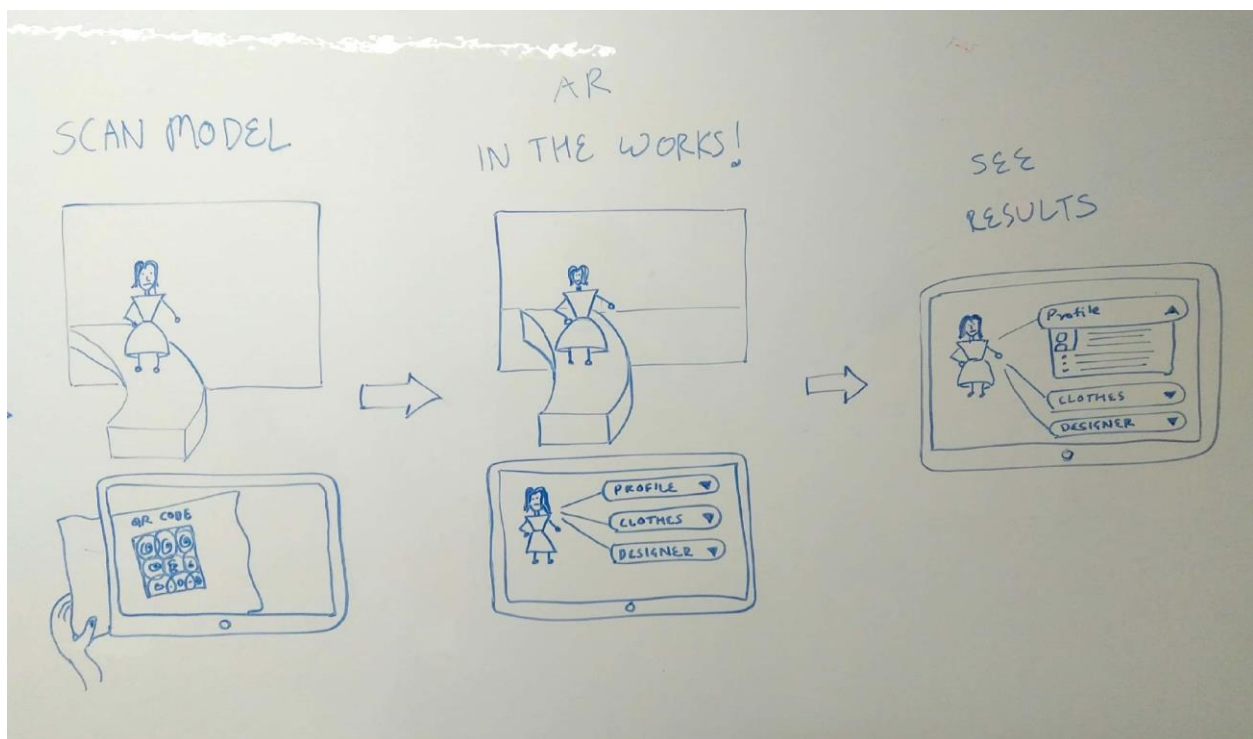 SCAN MODEL
QR CODE
AR
IN THE WORKS!
PROFILE
CLOTHES
DESIGNER
SEE
RESULTS
Profile
CLOTHES
DESIGNER